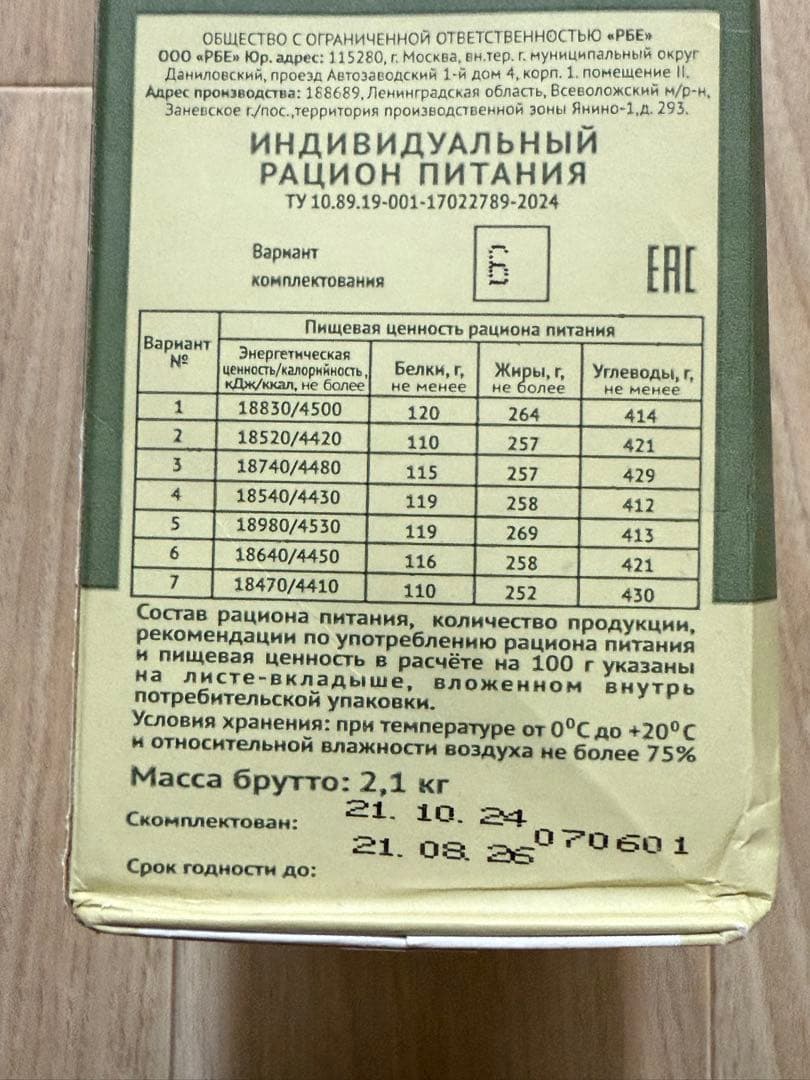 ОБЩЕСТВО С ОГРАНИЧЕННОЙ ОТВЕТСТВЕННОСТЬЮ «РБЕ»
ООО «РБЕ» Юр. адрес: 115280, г. Москва, вн.тер. г. муниципальный округ
Даниловский, проезд Автозаводский 1-й дом 4, корп. 1. помещение II.
Адрес производства: 188689, Ленинградская область, Всеволожский м/р-н,
Заневское г./пос.,территория производственной зоны Янино-1,д. 293.
ИНДИВИДУАЛЬНЫЙ
РАЦИОН ПИТАНИЯ
ТУ 10.89.19-001-17022789-2024
Вариант
комплектования
6
EAC
Вариант №
Пищевая ценность рациона питания
Энергетическая
ценность/калорийность,
кДж/ккал, не более
Белки, г,
не менее
Жиры, г,
не более
Углеводы, г,
не менее
1 18830/4500 120 264 414
2 18520/4420 110 257 421
3 18740/4480 115 257 429
4 18540/4430 119 258 412
5 18980/4530 119 269 413
6 18640/4450 116 258 421
7 18470/4410 110 252 430
Состав рациона питания, количество продукции,
рекомендации по употреблению рациона питания
и пищевая ценность в расчёте на 100 г указаны
на листе-вкладыше, вложенном внутрь
потребительской упаковки.
Условия хранения: при температуре от 0⁰С до +20⁰С
и относительной влажности воздуха не более 75%
Масса брутто: 2,1 кг
Скомплектован: 21. 10. 24
Срок годности до: 21. 08. 26 070601